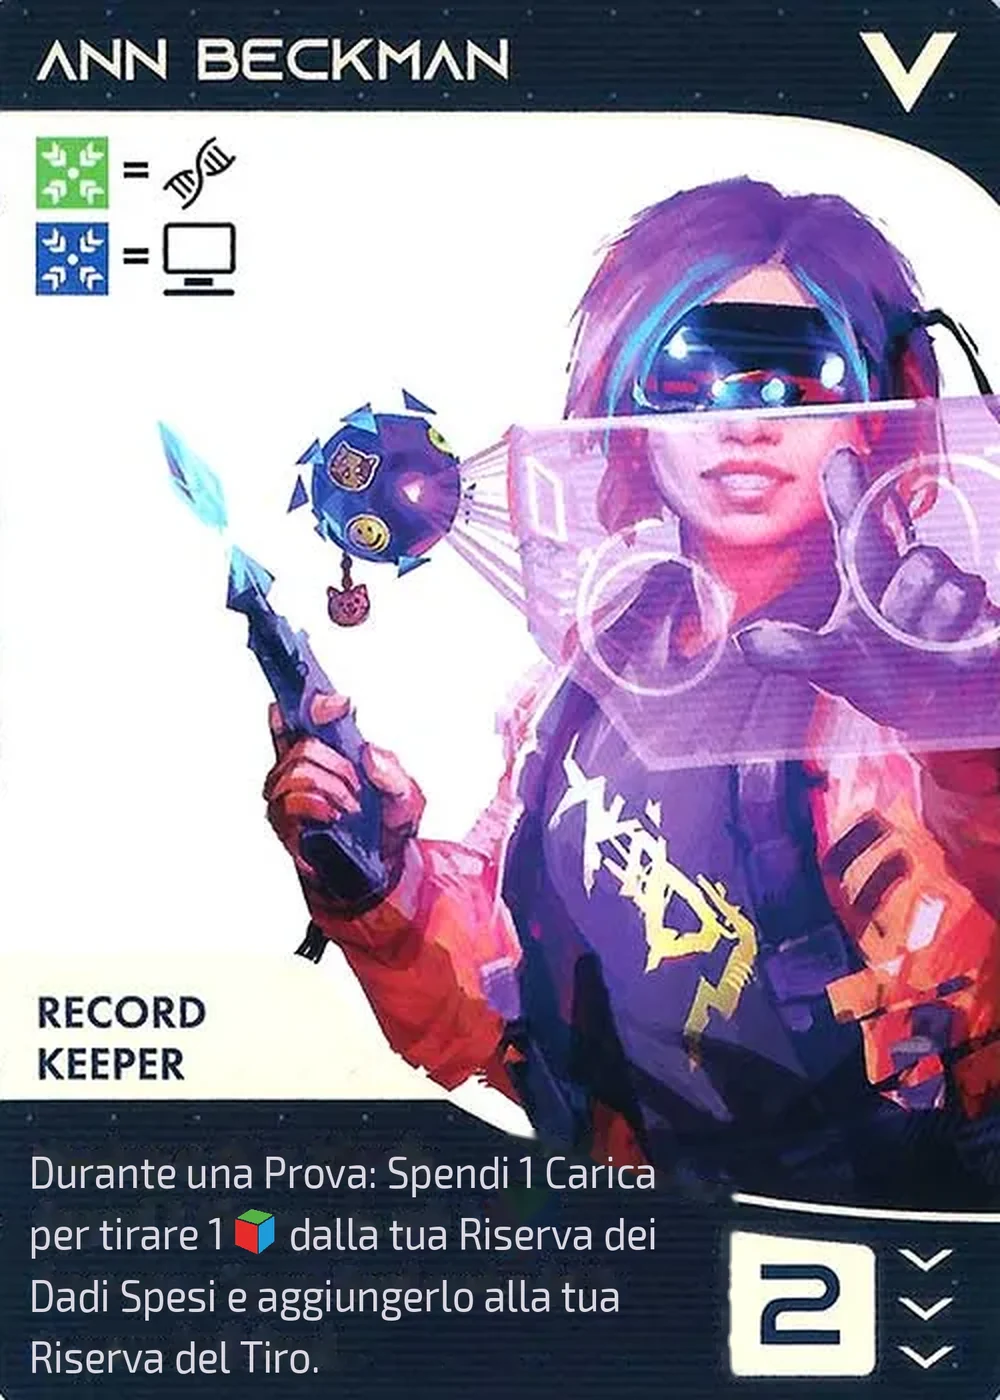 ANN BECKMAN
=
=
RECORD
KEEPER
Durante una Prova: Spendi 1 Carica
per tirare 1 dalla tua Riserva dei
Dadi Spesi e aggiungerlo alla tua
Riserva del Tiro.
2